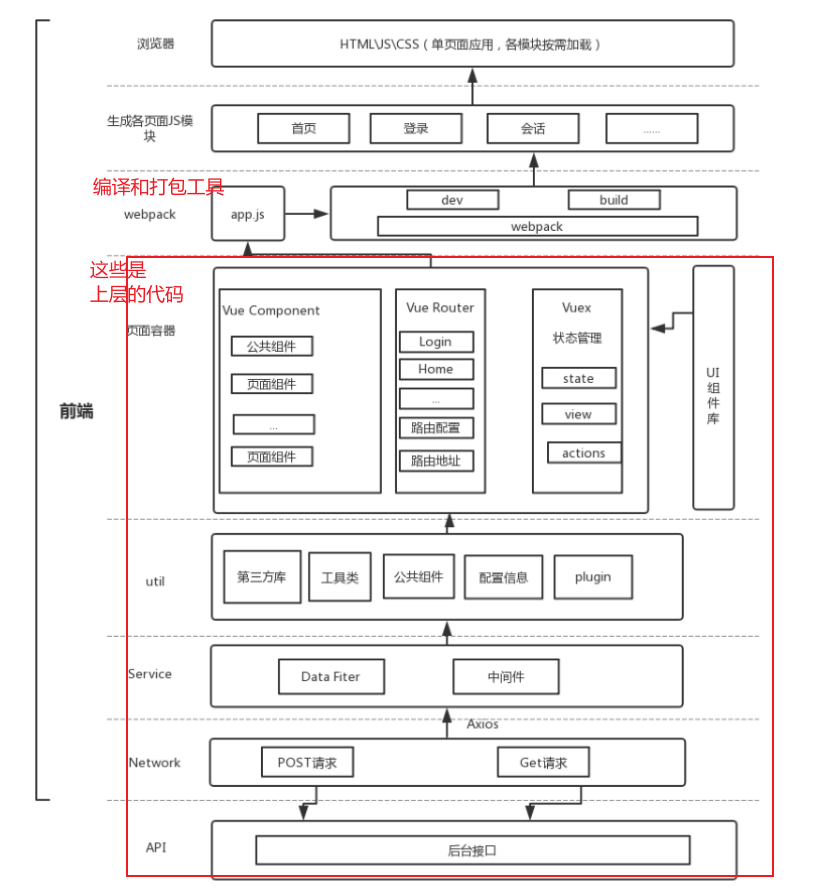 浏览器
HTML\JS\CSS（单页面应用，各模块按需加载）
生成各页面JS模
块
首页
登录
会话
......
编译和打包工具
webpack
app.js
dev
build
webpack
这些是
上层的代码
页面容器
前端
Vue Component
公共组件
页面组件
...
页面组件
Vue Router
Login
Home
...
路由配置
路由地址
Vuex
状态管理
state
view
actions
UI
组
件
库
util
第三方库
工具类
公共组件
配置信息
plugin
Service
Data Fiter
中间件
Axios
Network
POST请求
Get请求
API
后台接口